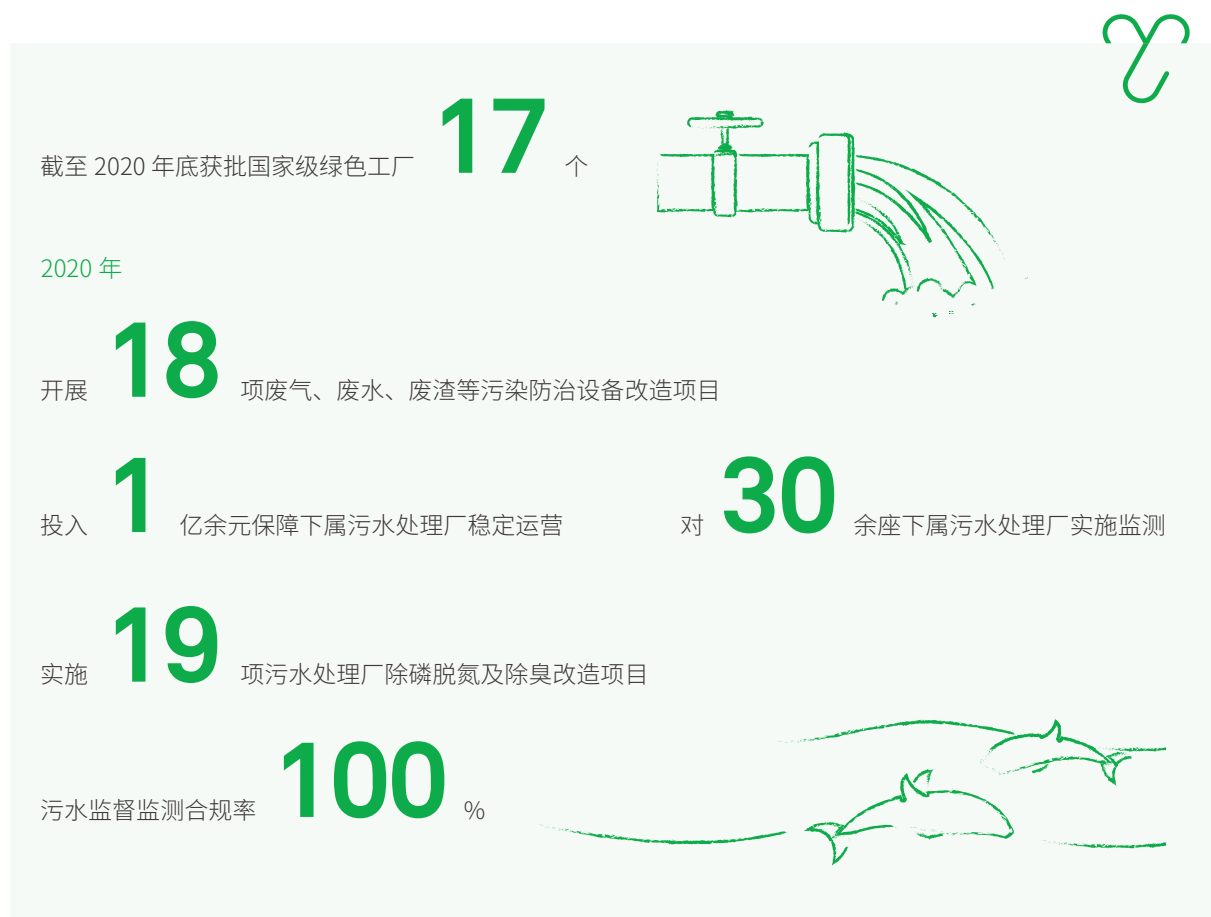 截至 2020 年底获批国家级绿色工厂 17 个
2020 年
开展 18 项废气、废水、废渣等污染防治设备改造项目
投入 1 亿余元保障下属污水处理厂稳定运营 对 30 余座下属污水处理厂实施监测
实施 19 项污水处理厂除磷脱氮及除臭改造项目
污水监督监测合规率 100 %